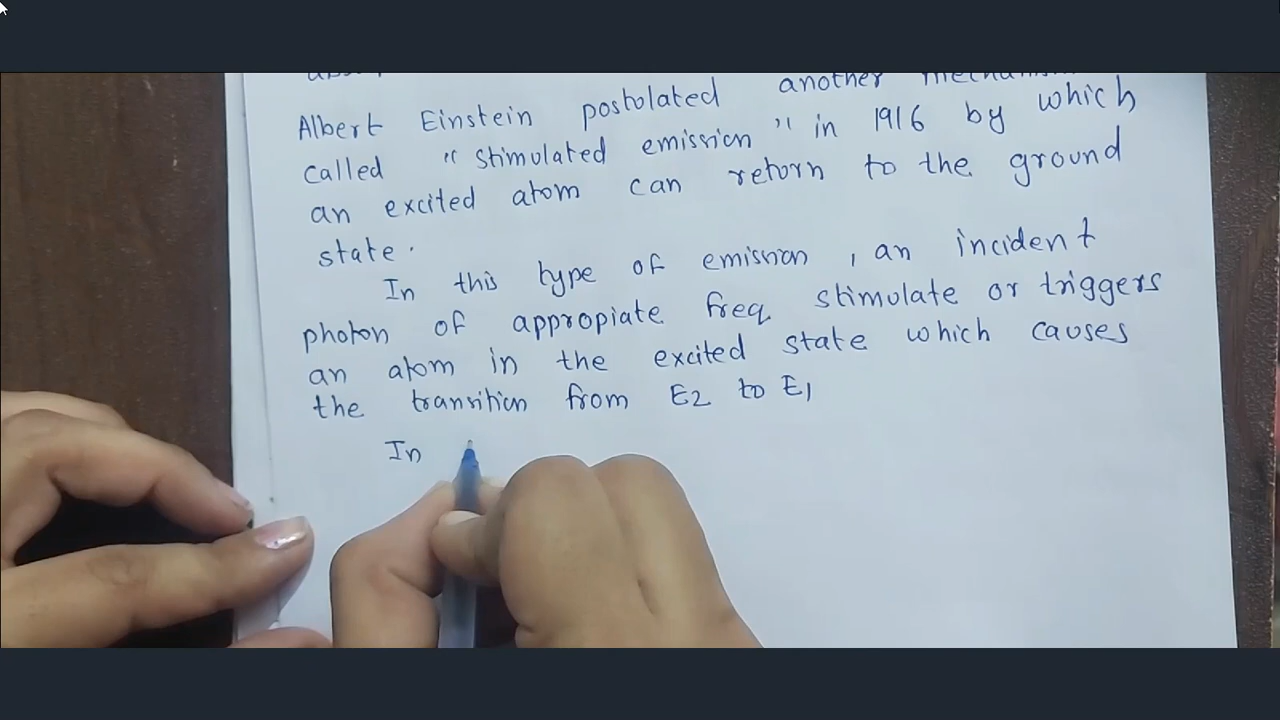 Albert Einstein postolated another
called "stimulated emission" in 1916 by which
an excited atom can return to the ground
state.
In this type of emission, an incident
photon of appropiate freq stimulate or triggers
an atom in the excited state which causes
the transition from E2 to E1
In